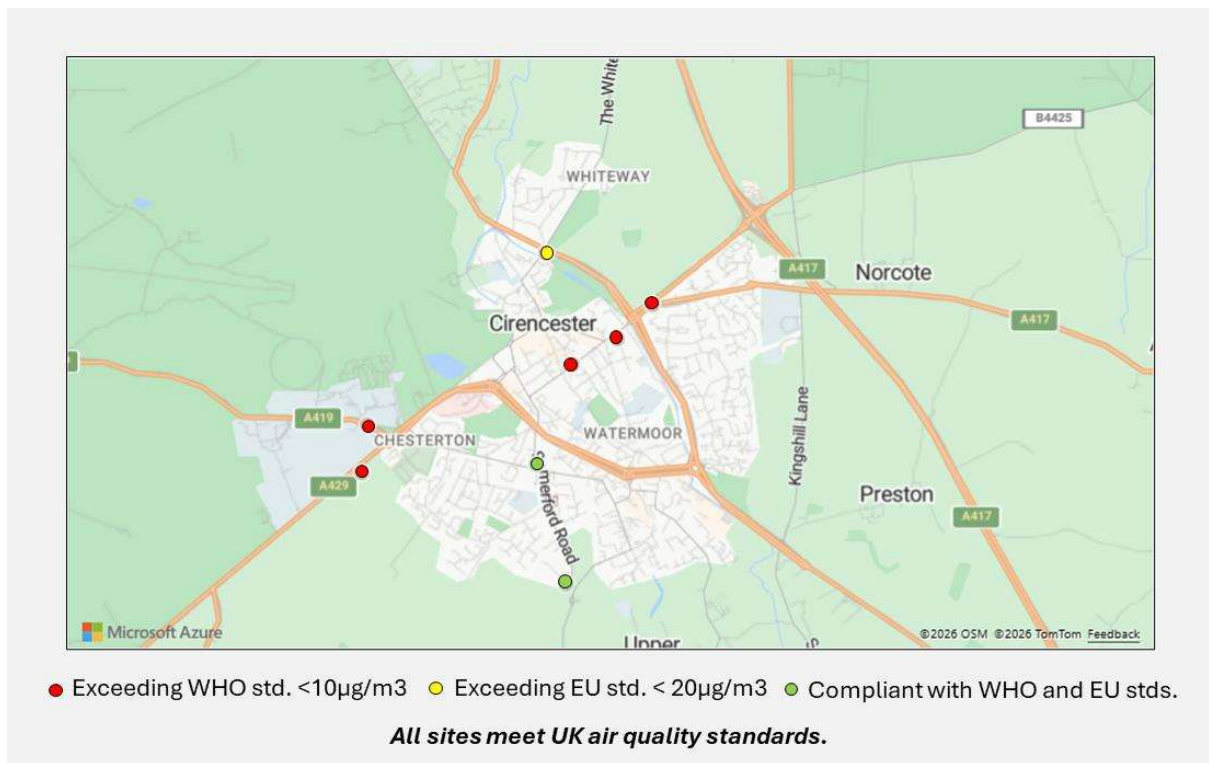 The White
B4425
WHITEWAY
A417
Norcote
Cirencester
A417
Kingshill Lane
A419
CHESTERTON
WATERMOOR
A429
merford Road
Preston
A417
Microsoft Azure
©2026 OSM ©2026 TomTom Feedback
Upper
Exceeding WHO std. <10µg/m3 Exceeding EU std. < 20µg/m3 Compliant with WHO and EU stds.
All sites meet UK air quality standards.